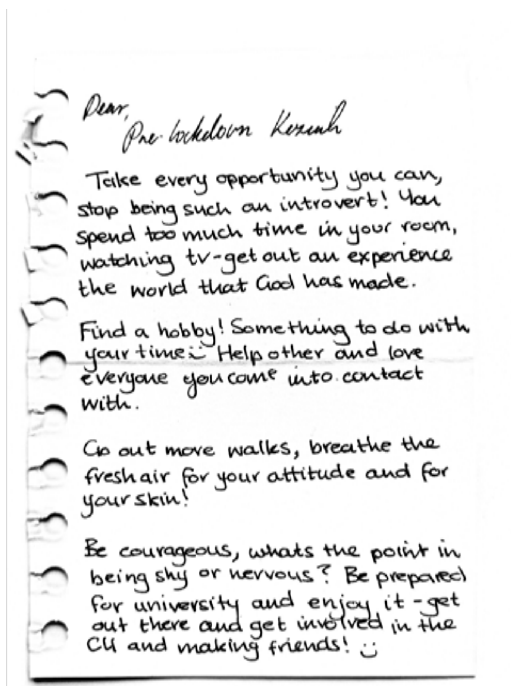 Dear,
Pre-lockdown Keziah
Take every opportunity you can,
stop being such an introvert! You
spend too much time in your room,
watching tv-get out an experience
the world that God has made.
Find a hobby! Something to do with
your time :) Help other and love
everyone you come into contact
with.
Go out more walks, breathe the
fresh air for your attitude and for
your skin!
Be courageous, whats the point in
being shy or nervous? Be prepared
for university and enjoy it -get
out there and get involved in the
CU and making friends! :)